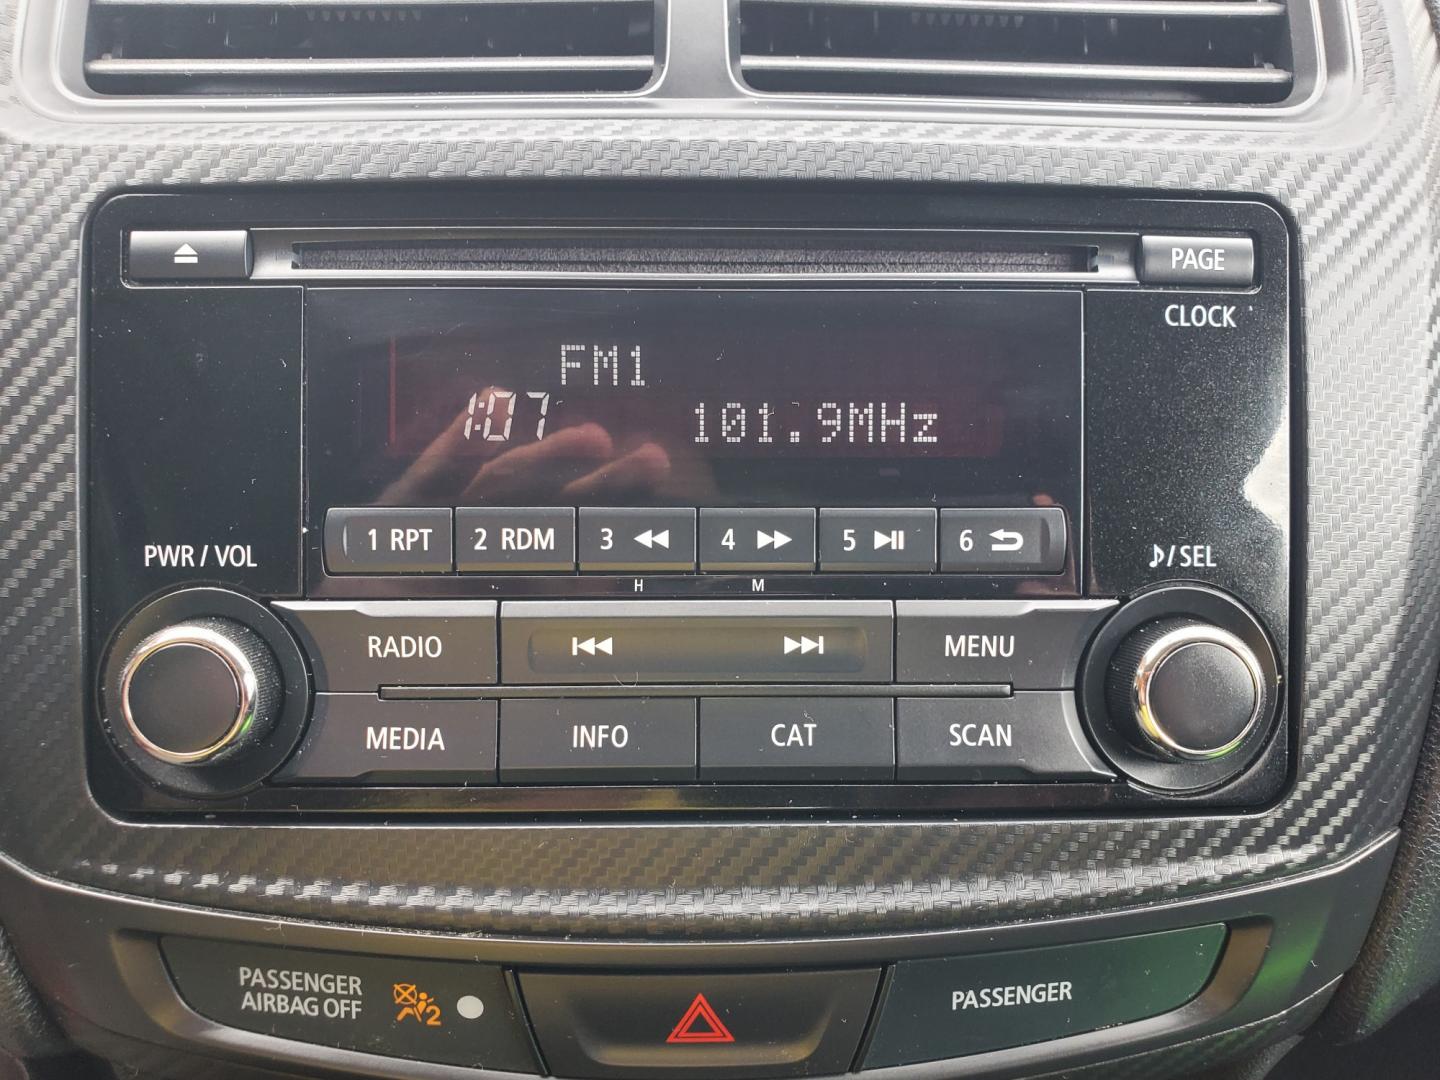 PAGE
CLOCK
FM1
1:07 101.9MHz
1 RPT 2 RDM 3 4 5 6
H M
PWR / VOL
/ SEL
RADIO MENU
MEDIA INFO CAT SCAN
PASSENGER
AIRBAG OFF
2
PASSENGER